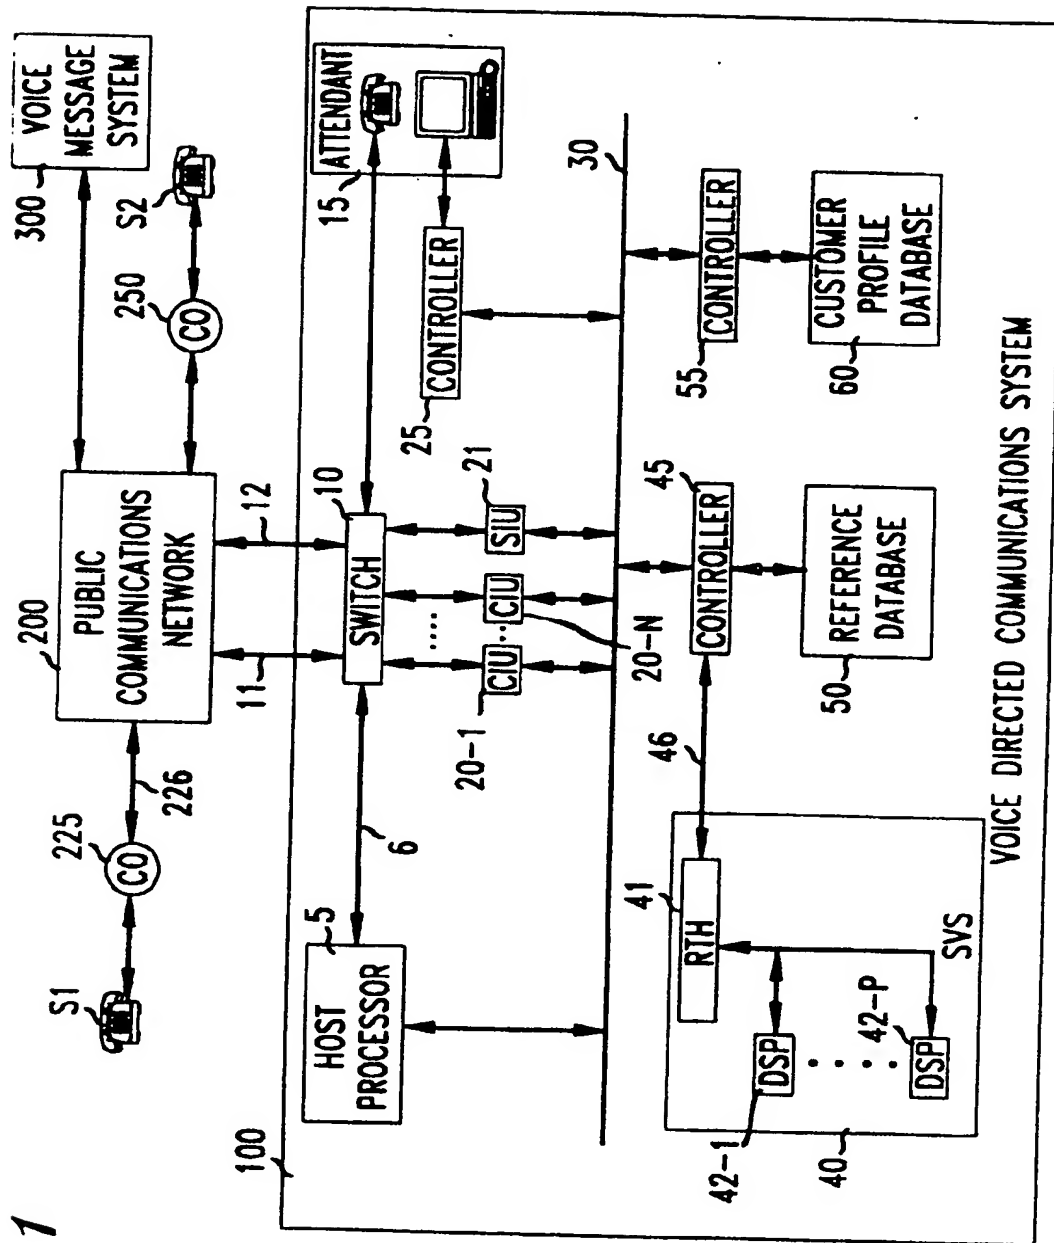 1
S1
225
CO
226
200
PUBLIC
COMMUNICATIONS
NETWORK
250
CO
S2
300
VOICE
MESSAGE
SYSTEM
11
12
100
HOST
PROCESSOR
5
6
SWITCH
10
15
ATTENDANT
20-1
CIU
....
...
CIU
20-N
SIU
21
25
CONTROLLER
30
41
RTH
46
CONTROLLER
45
55
CONTROLLER
42-1
DSP
....
42-P
DSP
SVS
40
50
REFERENCE
DATABASE
60
CUSTOMER
PROFILE
DATABASE
VOICE DIRECTED COMMUNICATIONS SYSTEM